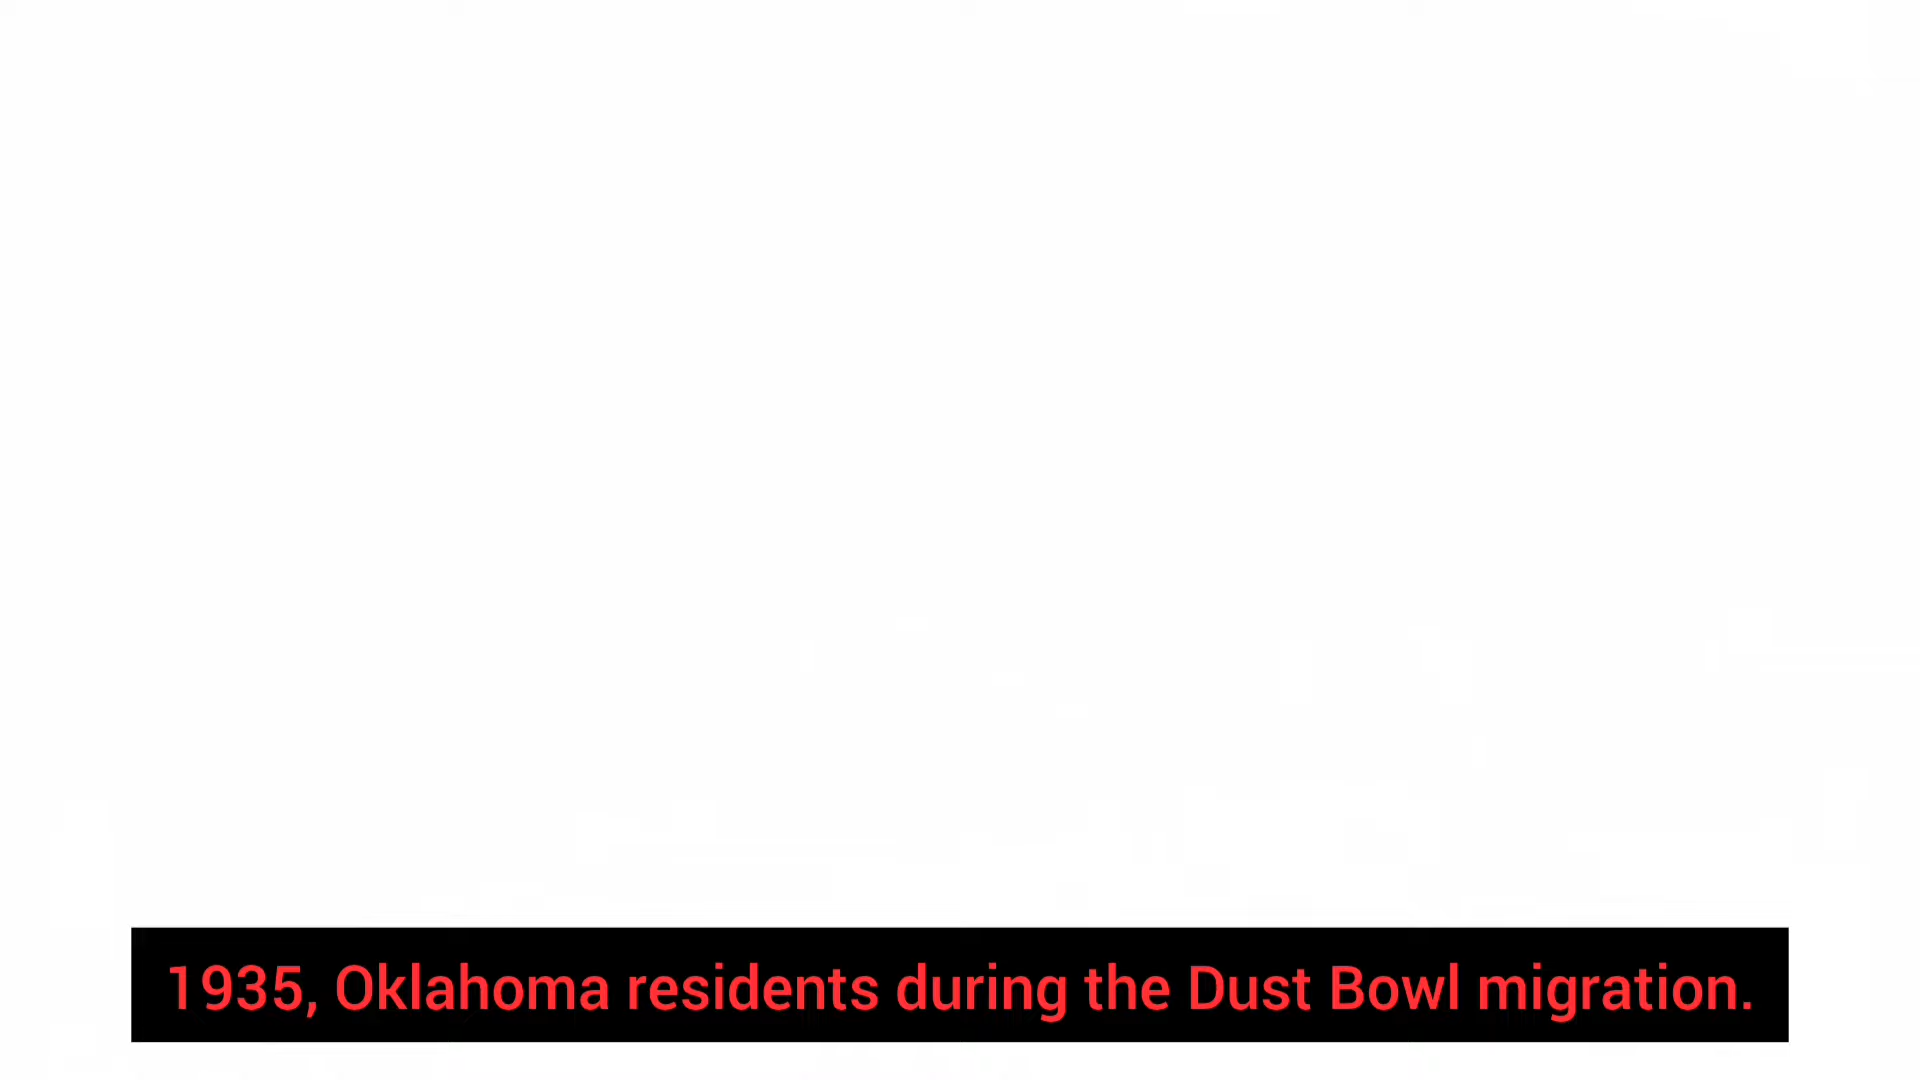 1935, Oklahoma residents during the Dust Bowl migration.